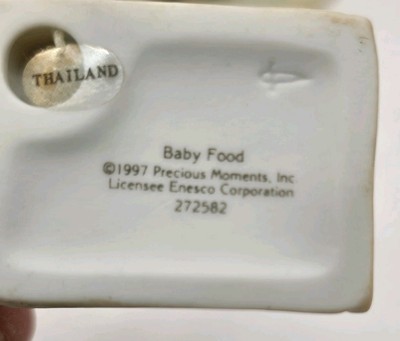 THAILAND
Baby Food
©1997 Precious Moments, Inc
Licensee Enesco Corporation
272582